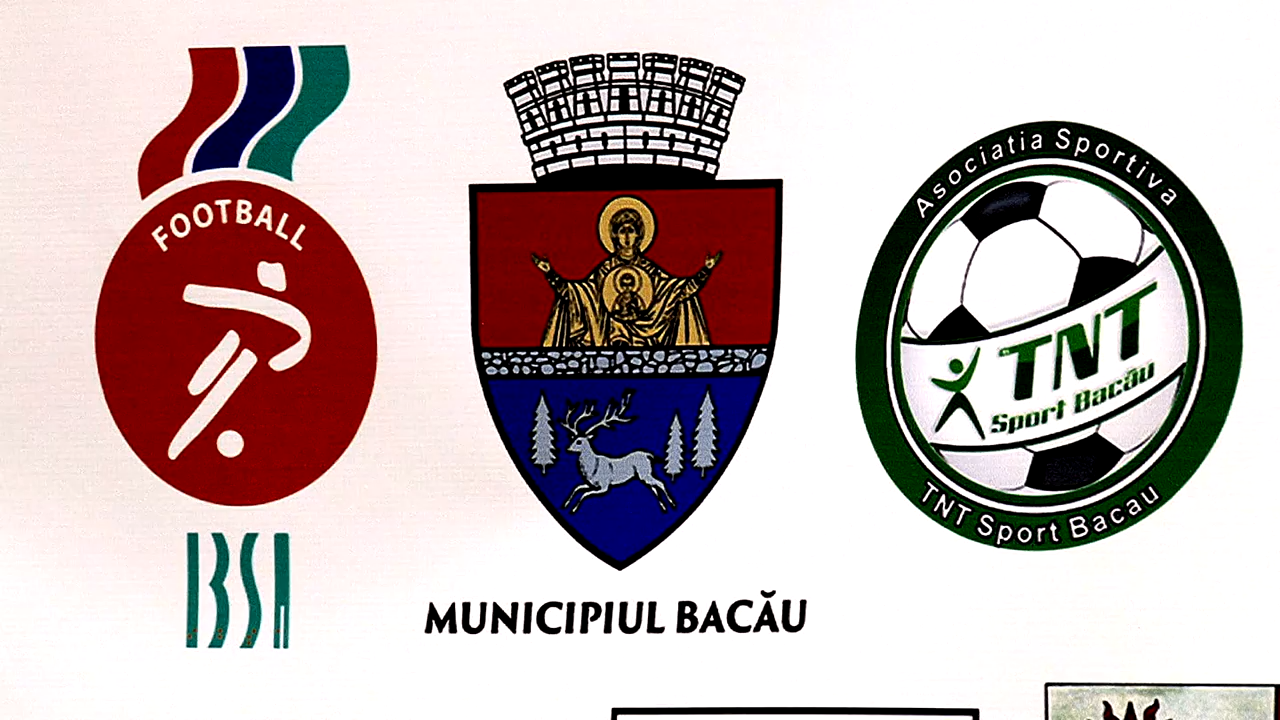 FOOTBALL
IBSA
MUNICIPIUL BACĂU
Asociatia Sportiva
TNT
Sport Bacău
TNT Sport Bacau